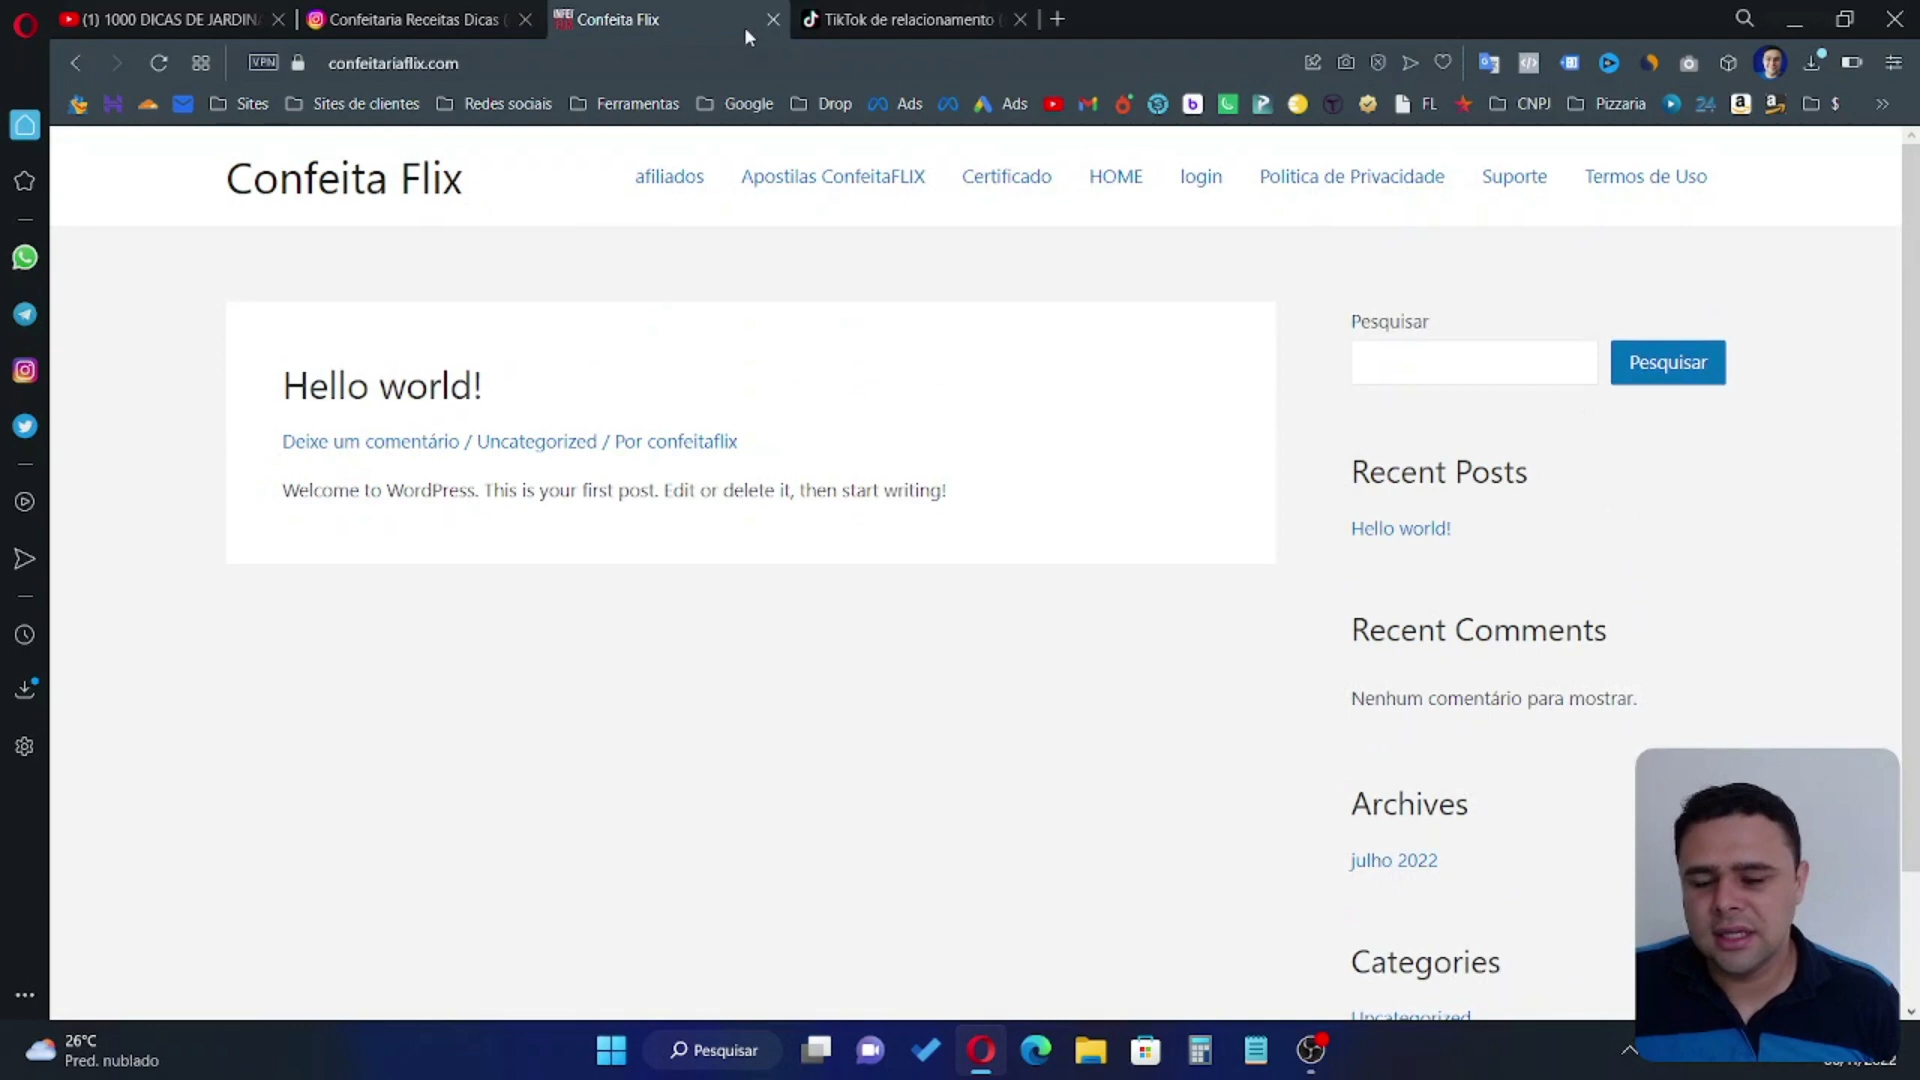 (1) 1000 DICAS DE JARDINA
Confeitaria Receitas Dicas (
Confeita Flix
TikTok de relacionamento (
VPN
confeitariaflix.com
Sites
Sites de clientes
Redes sociais
Ferramentas
Google
Drop
Ads
Ads
FL
CNPJ
Pizzaria
$
Confeita Flix
afiliados
Apostilas ConfeitaFLIX
Certificado
HOME
login
Politica de Privacidade
Suporte
Termos de Uso
Hello world!
Deixe um comentário / Uncategorized / Por confeitaflix
Welcome to WordPress. This is your first post. Edit or delete it, then start writing!
Pesquisar
Pesquisar
Recent Posts
Hello world!
Recent Comments
Nenhum comentário para mostrar.
Archives
julho 2022
Categories
Uncategorized
26°C
Pred. nublado
Pesquisar